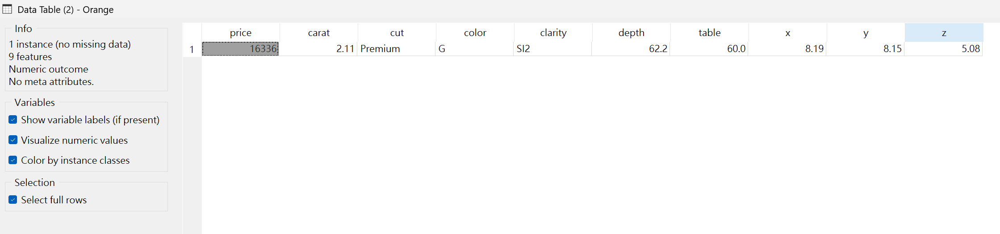 Data Table (2) - Orange
Info
1 instance (no missing data)
9 features
Numeric outcome
No meta attributes.
Variables
Show variable labels (if present)
Visualize numeric values
Color by instance classes
Selection
Select full rows
price carat cut color clarity depth table x y z
1 16336 2.11 Premium G SI2 62.2 60.0 8.19 8.15 5.08